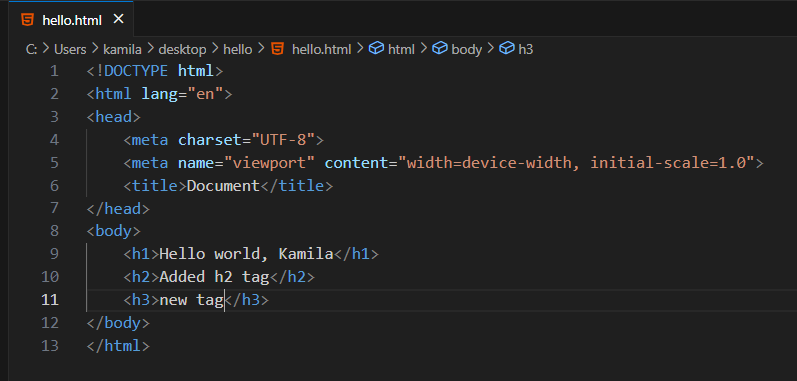 hello.html
C: > Users > kamila > desktop > hello > hello.html > html > body > h3
1 <!DOCTYPE html>
2 <html lang="en">
3 <head>
4     <meta charset="UTF-8">
5     <meta name="viewport" content="width=device-width, initial-scale=1.0">
6     <title>Document</title>
7 </head>
8 <body>
9     <h1>Hello world, Kamila</h1>
10     <h2>Added h2 tag</h2>
11     <h3>new tag</h3>
12 </body>
13 </html>